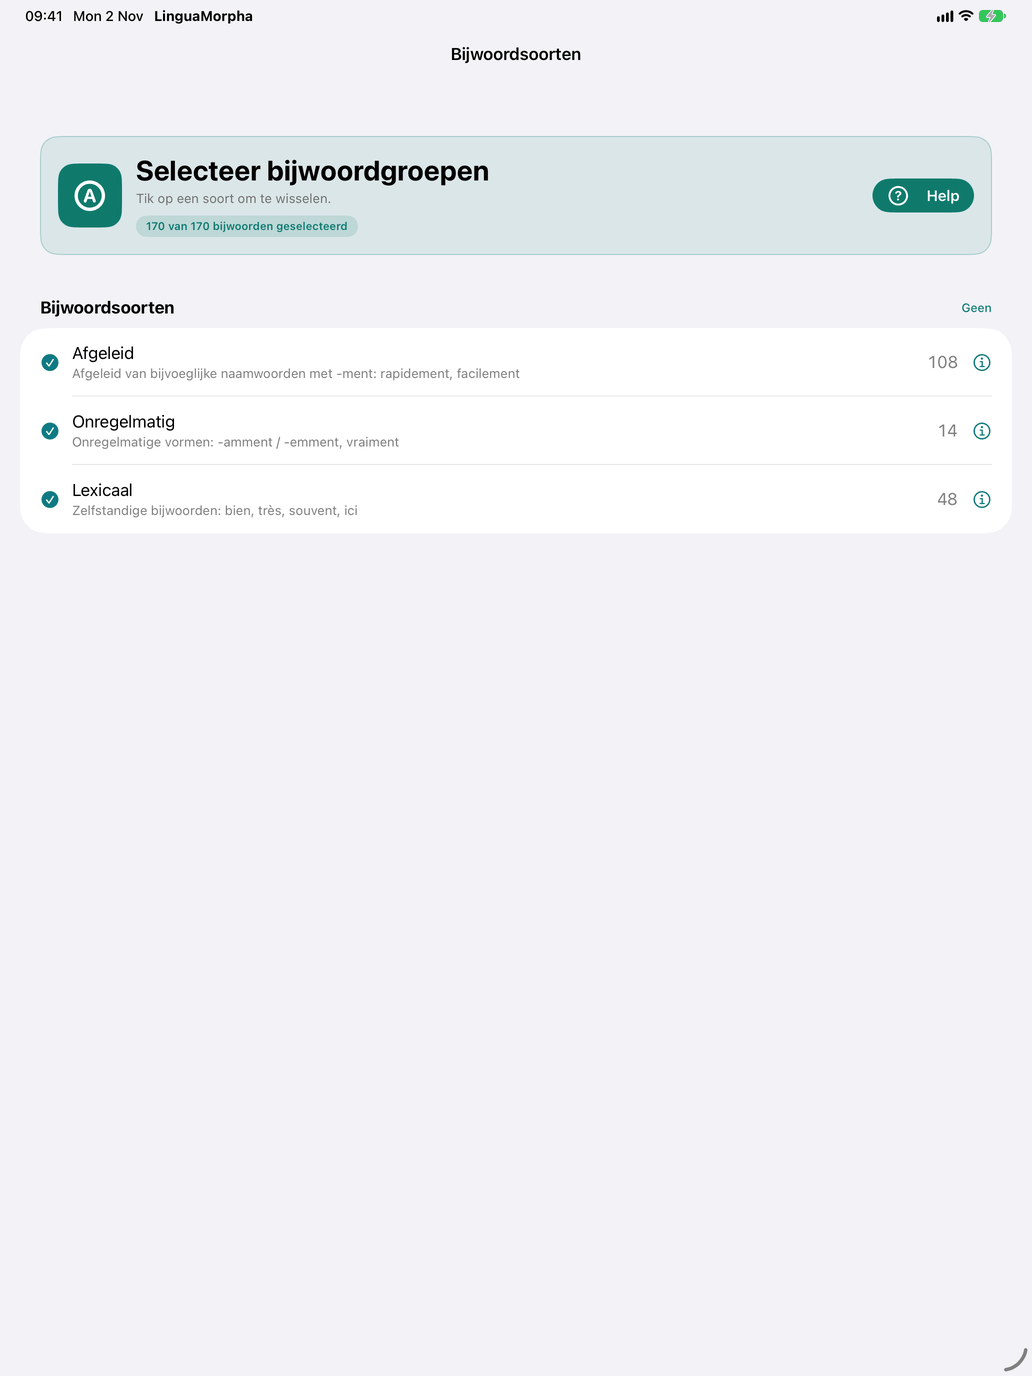 09:41 Mon 2 Nov LinguaMorpha
Bijwoordsoorten
A
Selecteer bijwoordgroepen
Tik op een soort om te wisselen.
170 van 170 bijwoorden geselecteerd
? Help
Bijwoordsoorten
Geen
Afgeleid
Afgeleid van bijvoeglijke naamwoorden met -ment: rapidement, facilement
108
Onregelmatig
Onregelmatige vormen: -amment / -emment, vraiment
14
Lexicaal
Zelfstandige bijwoorden: bien, très, souvent, ici
48